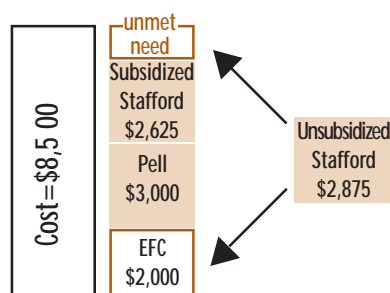 Cost=$8,5 00
unmet
need
Subsidized
Stafford
$2,625
Pell
$3,000
EFC
$2,000
Unsubsidized
Stafford
$2,875